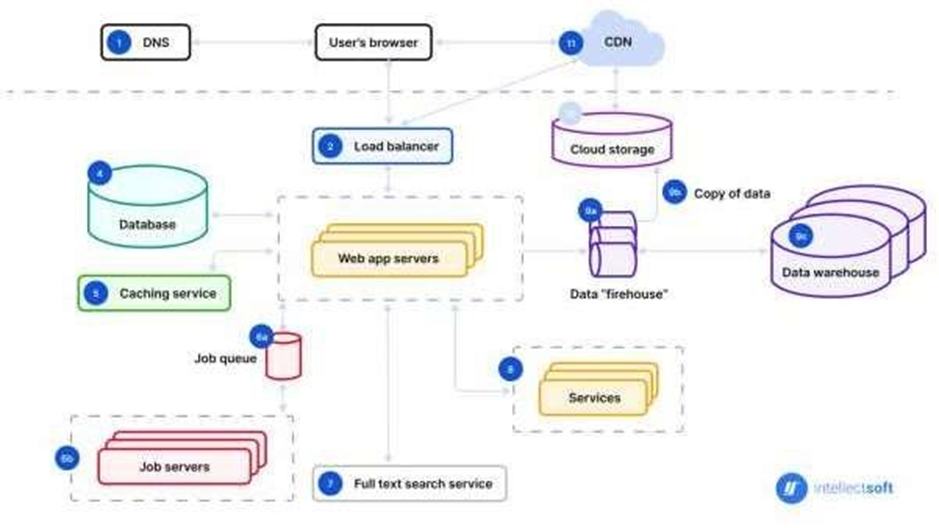 1 DNS
User's browser
11 CDN
2 Load balancer
Cloud storage
4
Database
9b Copy of data
9a
9c
Web app servers
Data warehouse
5 Caching service
Data "firehouse"
6a
Job queue
8
Services
6b
Job servers
7 Full text search service
intellectsoft